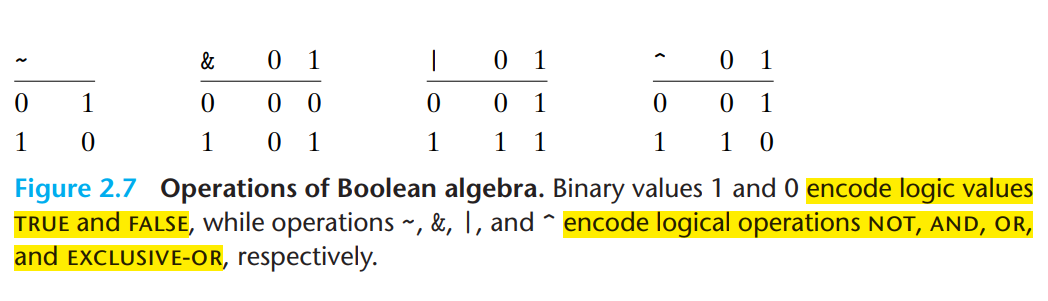 ~ & 0 1 | 0 1 ^ 0 1
0 1 0 0 0 0 0 1 0 0 1
1 0 1 0 1 1 1 1 1 1 0
Figure 2.7 Operations of Boolean algebra. Binary values 1 and 0 encode logic values
TRUE and FALSE, while operations ~, &, |, and ^ encode logical operations NOT, AND, OR,
and EXCLUSIVE-OR, respectively.